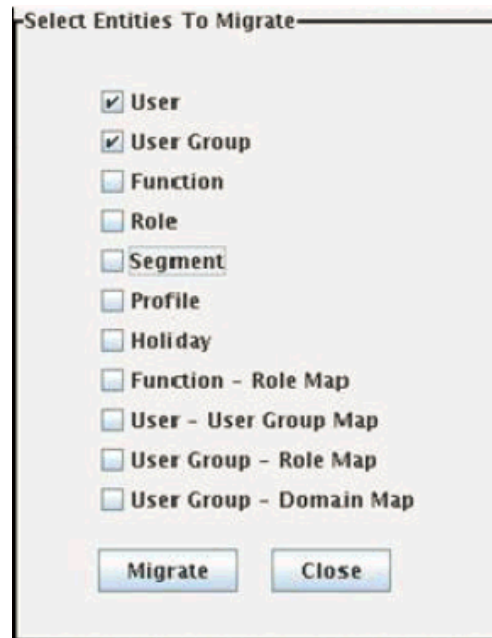 Select Entities To Migrate
User
User Group
Function
Role
Segment
Profile
Holiday
Function - Role Map
User - User Group Map
User Group - Role Map
User Group - Domain Map
Migrate Close